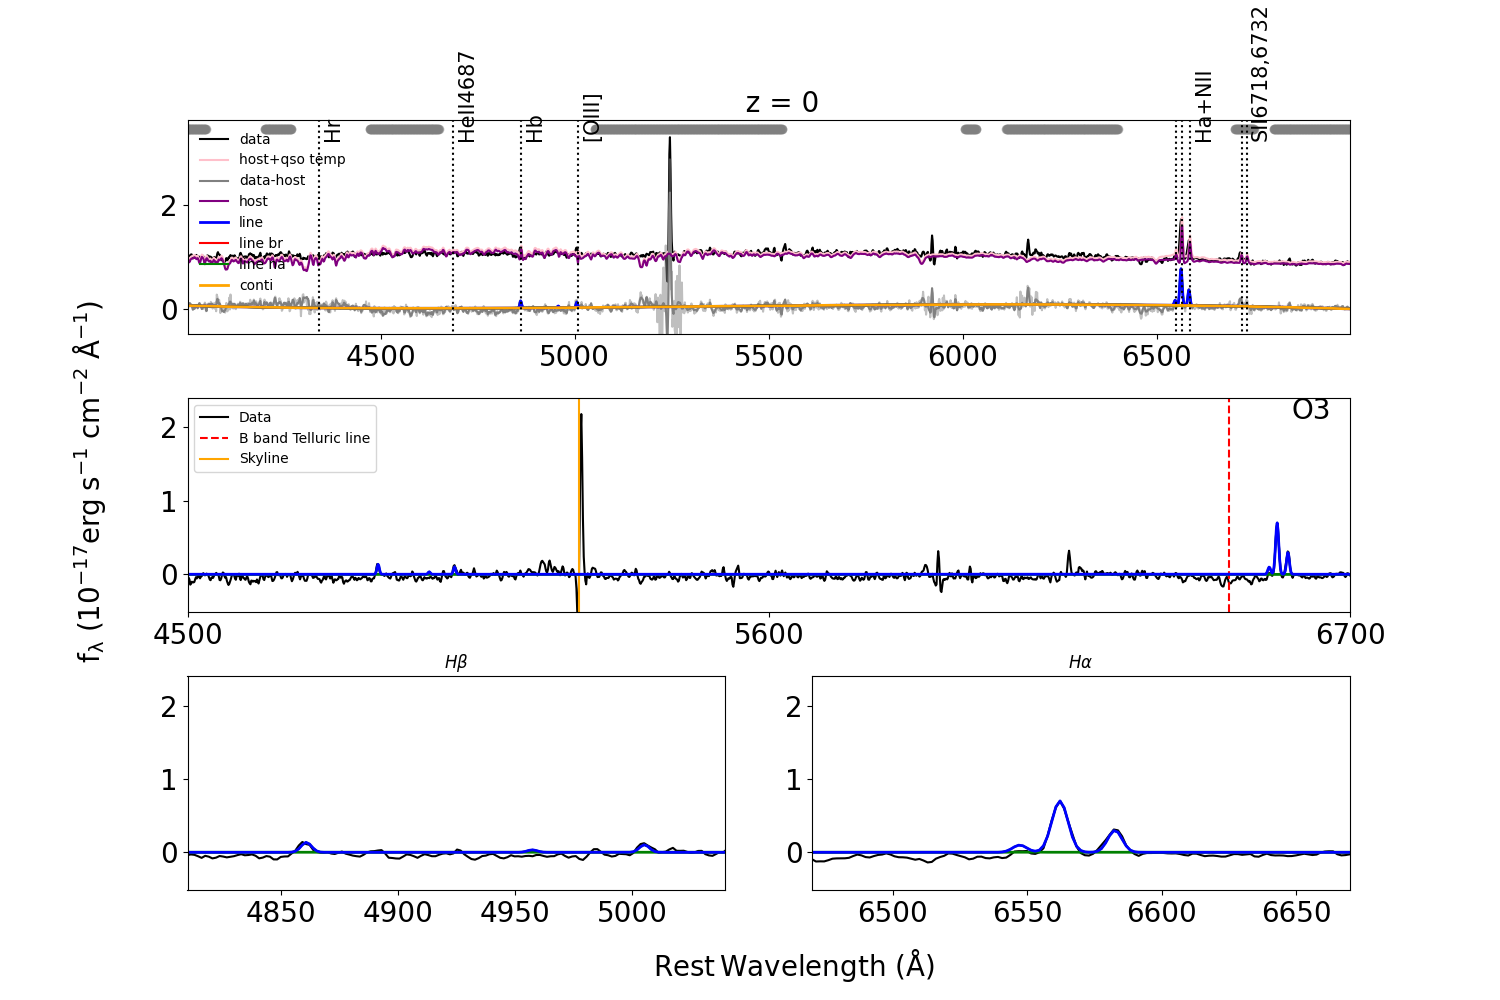 z = 0
Hr
HeII4687
Hb
[OIII]
Ha+NII
SII6718,6732
data
host+qso temp
data-host
host
line
line br
line na
conti
2
0
4500 5000 5500 6000 6500
O3
Data
B band Telluric line
Skyline
2
1
0
4500 5600 6700
fλ (10⁻¹⁷erg s⁻¹ cm⁻² Å⁻¹)
Hβ
2
1
0
4850 4900 4950 5000
Hα
2
1
0
6500 6550 6600 6650
Rest Wavelength (Å)